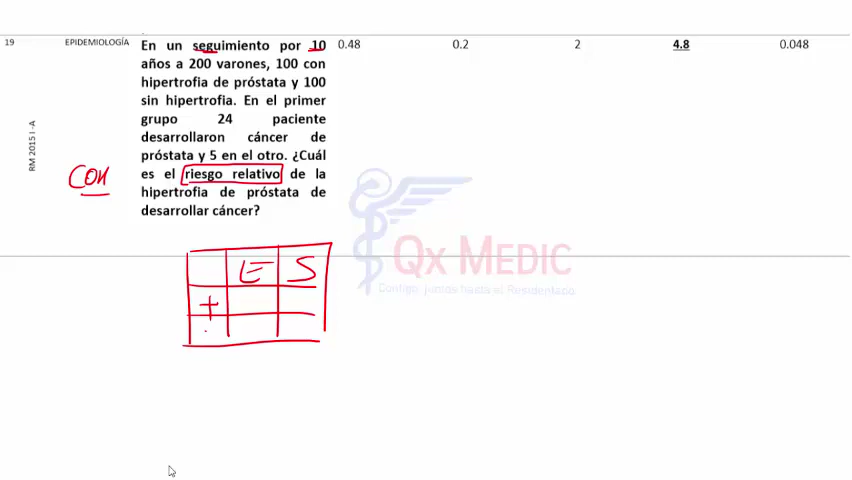 19 EPIDEMIOLOGÍA En un seguimiento por 10 0.48 0.2 2 4.8 0.048
años a 200 varones, 100 con
hipertrofia de próstata y 100
sin hipertrofia. En el primer
grupo 24 paciente
desarrollaron cáncer de
próstata y 5 en el otro. ¿Cuál
es el riesgo relativo de la
hipertrofia de próstata de
desarrollar cáncer?
RM 2015 I -A
COH
E S
+
Qx MEDIC
Contigo, juntos hasta el Residentado